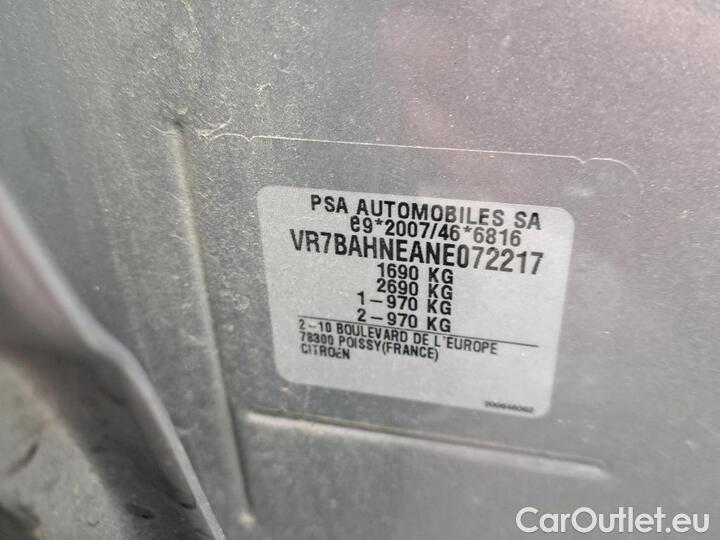 PSA AUTOMOBILES SA
e9*2007/46*6816
VR7BAHNEANE072217
1690 KG
2690 KG
1-970 KG
2-970 KG
2-10 BOULEVARD DE L'EUROPE
78300 POISSY(FRANCE)
CITROËN
CarOutlet.eu